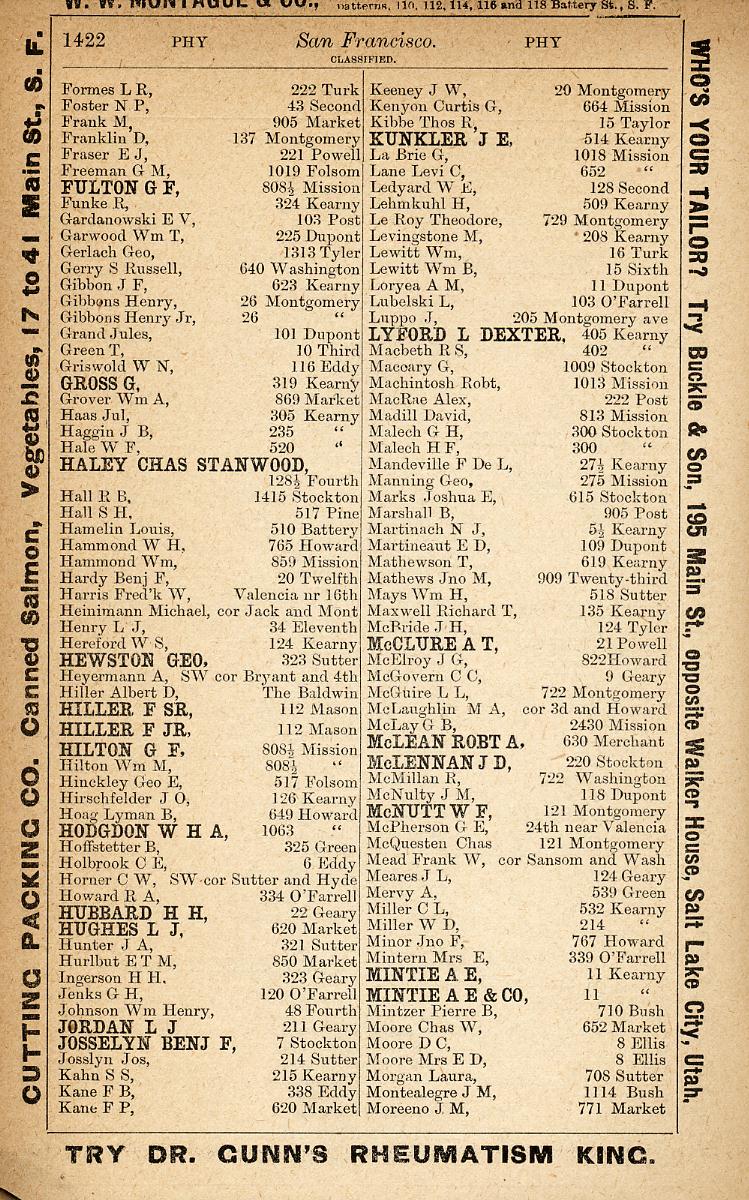 W. W. MONTAGUE & CO., patterns, 110, 112, 114, 116 and 118 Battery St., S. F.
1422 PHY San Francisco. PHY
CLASSIFIED.
Formes L R, 222 Turk
Foster N P, 43 Second
Frank M, 905 Market
Franklin D, 137 Montgomery
Fraser E J, 221 Powell
Freeman G M, 1019 Folsom
FULTON G F, 808½ Mission
Funke R, 324 Kearny
Gardanowski E V, 103 Post
Garwood Wm T, 225 Dupont
Gerlach Geo, 1313 Tyler
Gerry S Russell, 640 Washington
Gibbon J F, 623 Kearny
Gibbons Henry, 26 Montgomery
Gibbons Henry Jr, 26 "
Grand Jules, 101 Dupont
Green T, 10 Third
Griswold W N, 116 Eddy
GROSS G, 319 Kearny
Grover Wm A, 869 Market
Haas Jul, 305 Kearny
Haggin J B, 235 "
Hale W F, 520 "
HALEY CHAS STANWOOD,
128½ Fourth
Hall R B, 1415 Stockton
Hall S H, 517 Pine
Hamelin Louis, 510 Battery
Hammond W H, 765 Howard
Hammond Wm, 859 Mission
Hardy Benj F, 20 Twelfth
Harris Fred'k W, Valencia nr 16th
Heinimann Michael, cor Jack and Mont
Henry L J, 34 Eleventh
Hereford W S, 124 Kearny
HEWSTON GEO, 323 Sutter
Heyermann A, SW cor Bryant and 4th
Hiller Albert D, The Baldwin
HILLER F SR, 112 Mason
HILLER F JR, 112 Mason
HILTON G F, 808½ Mission
Hilton Wm M, 808½ "
Hinckley Geo E, 517 Folsom
Hirschfelder J O, 126 Kearny
Hoag Lyman B, 649 Howard
HODGDON W H A, 1063 "
Hoffstetter B, 325 Green
Holbrook C E, 6 Eddy
Horner C W, SW cor Sutter and Hyde
Howard R A, 334 O'Farrell
HUBBARD H H, 22 Geary
HUGHES L J, 620 Market
Hunter J A, 321 Sutter
Hurlbut E T M, 850 Market
Ingerson H H, 323 Geary
Jenks G H, 120 O'Farrell
Johnson Wm Henry, 48 Fourth
JORDAN L J 211 Geary
JOSSELYN BENJ F, 7 Stockton
Josslyn Jos, 214 Sutter
Kahn S S, 215 Kearny
Kane F B, 338 Eddy
Kane F P, 620 Market
Keeney J W, 20 Montgomery
Kenyon Curtis G, 664 Mission
Kibbe Thos R, 15 Taylor
KUNKLER J E, 514 Kearny
La Brie G, 1018 Mission
Lane Levi C, 652 "
Ledyard W E, 128 Second
Lehmkuhl H, 509 Kearny
Le Roy Theodore, 729 Montgomery
Levingstone M, 208 Kearny
Lewitt Wm, 16 Turk
Lewitt Wm B, 15 Sixth
Loryea A M, 11 Dupont
Lubelski L, 103 O'Farrell
Luppo J, 205 Montgomery ave
LYFORD L DEXTER, 405 Kearny
Macbeth R S, 402 "
Maccary G, 1009 Stockton
Machintosh Robt, 1013 Mission
MacRae Alex, 222 Post
Madill David, 813 Mission
Malech G H, 300 Stockton
Malech H F, 300 "
Mandeville F De L, 27½ Kearny
Manning Geo, 275 Mission
Marks Joshua E, 615 Stockton
Marshall B, 905 Post
Martinach N J, 5½ Kearny
Martineaut E D, 109 Dupont
Mathewson T, 619 Kearny
Mathews Jno M, 909 Twenty-third
Mays Wm H, 518 Sutter
Maxwell Richard T, 135 Kearny
McBride J H, 124 Tyler
McCLURE A T, 21 Powell
McElroy J G, 822Howard
McGovern C C, 9 Geary
McGuire L L, 722 Montgomery
McLaughlin M A, cor 3d and Howard
McLay G B, 2430 Mission
McLEAN ROBT A, 630 Merchant
McLENNAN J D, 220 Stockton
McMillan R, 722 Washington
McNulty J M, 118 Dupont
McNUTT W F, 121 Montgomery
McPherson G E, 24th near Valencia
McQuesten Chas 121 Montgomery
Mead Frank W, cor Sansom and Wash
Meares J L, 124 Geary
Mervy A, 539 Green
Miller C L, 532 Kearny
Miller W D, 214 "
Minor Jno F, 767 Howard
Mintern Mrs E, 339 O'Farrell
MINTIE A E, 11 Kearny
MINTIE A E & CO, 11 "
Mintzer Pierre B, 710 Bush
Moore Chas W, 652 Market
Moore D C, 8 Ellis
Moore Mrs E D, 8 Ellis
Morgan Laura, 708 Sutter
Montealegre J M, 1114 Bush
Moreeno J M, 771 Market
CUTTING PACKING CO. Canned Salmon, Vegetables, 17 to 41 Main St., S. F.
WHO'S YOUR TAILOR? Try Buckle & Son, 195 Main St., opposite Walker House, Salt Lake City, Utah.
TRY DR. GUNN'S RHEUMATISM KING.